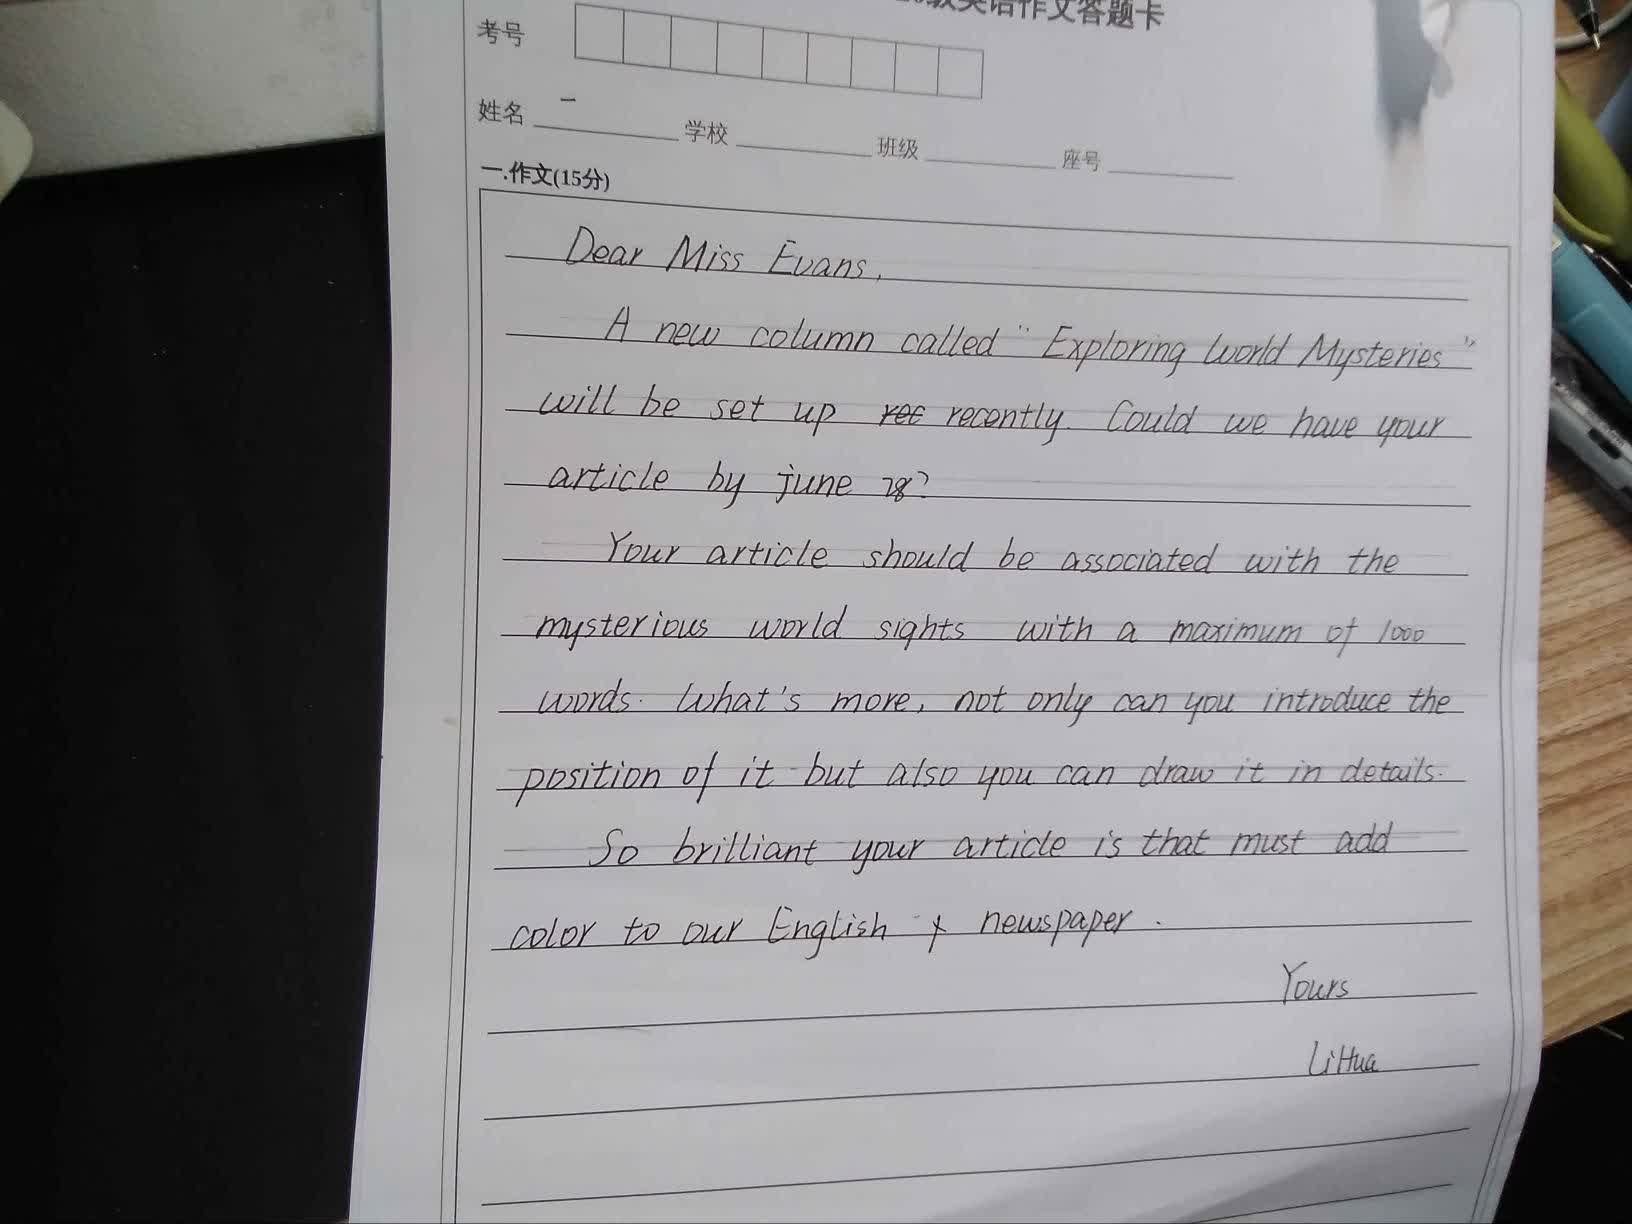 级英语作文答题卡
考号
姓名 学校 班级 座号
一.作文(15分)
Dear Miss Evans,
A new column called "Exploring World Mysteries"
will be set up rec recently. Could we have your
article by june 28?
Your article should be associated with the
mysterious world sights with a maximum of 1000
words. What's more, not only can you introduce the
position of it but also you can draw it in details.
So brilliant your article is that must add
color to our English newspaper.
Yours
LiHua